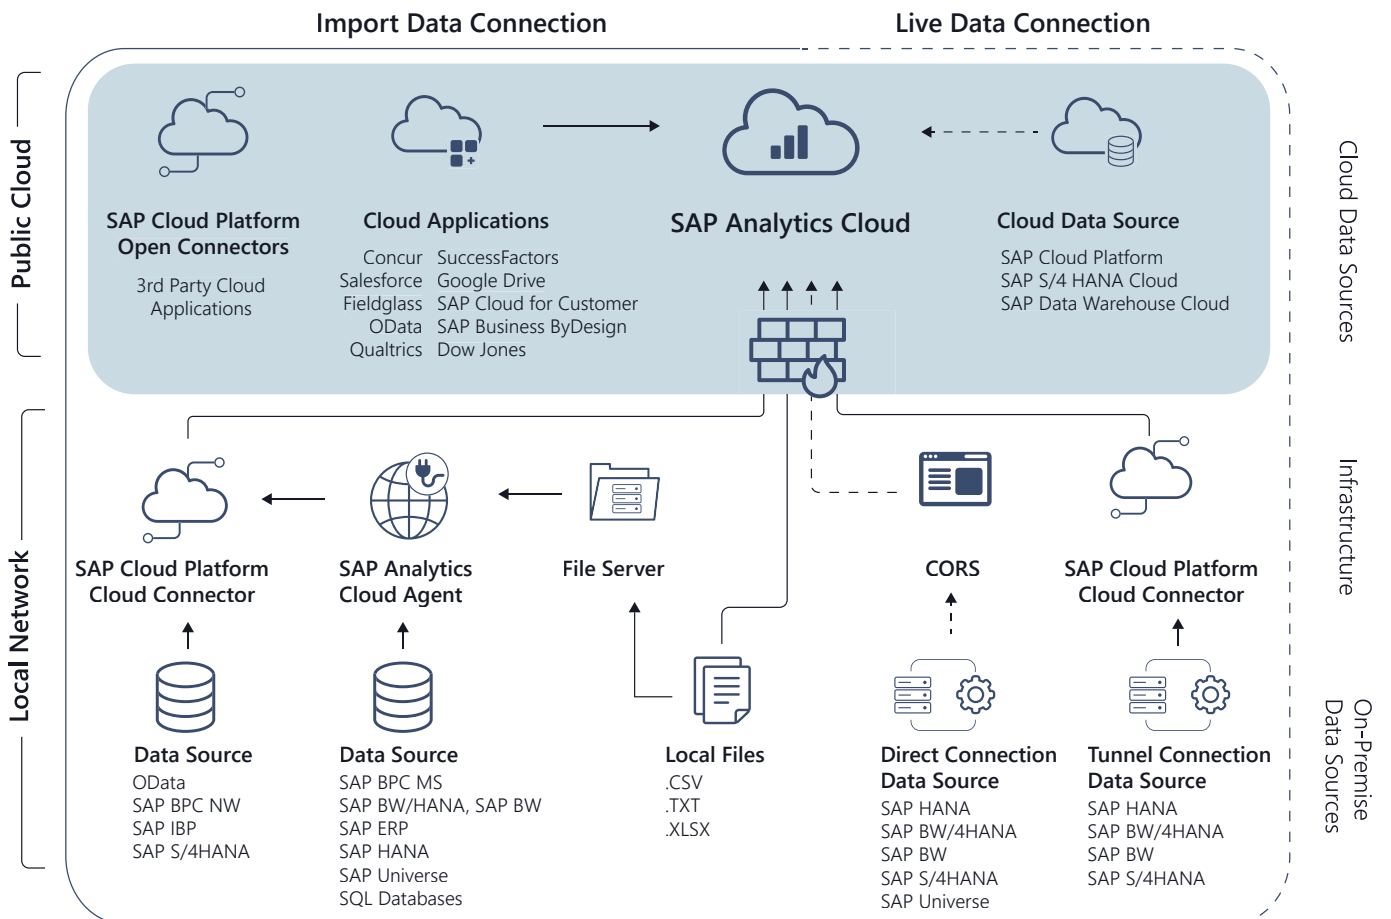 Import Data Connection
Live Data Connection
Public Cloud
SAP Cloud Platform
Open Connectors
3rd Party Cloud
Applications
Cloud Applications
Concur SuccessFactors
Salesforce Google Drive
Fieldglass SAP Cloud for Customer
OData SAP Business ByDesign
Qualtrics Dow Jones
SAP Analytics Cloud
Cloud Data Source
SAP Cloud Platform
SAP S/4 HANA Cloud
SAP Data Warehouse Cloud
Cloud Data Sources
Local Network
SAP Cloud Platform
Cloud Connector
SAP Analytics
Cloud Agent
File Server
CORS
SAP Cloud Platform
Cloud Connector
Infrastructure
Data Source
OData
SAP BPC NW
SAP IBP
SAP S/4HANA
Data Source
SAP BPC MS
SAP BW/HANA, SAP BW
SAP ERP
SAP HANA
SAP Universe
SQL Databases
Local Files
.CSV
.TXT
.XLSX
Direct Connection
Data Source
SAP HANA
SAP BW/4HANA
SAP BW
SAP S/4HANA
SAP Universe
Tunnel Connection
Data Source
SAP HANA
SAP BW/4HANA
SAP BW
SAP S/4HANA
On-Premise
Data Sources